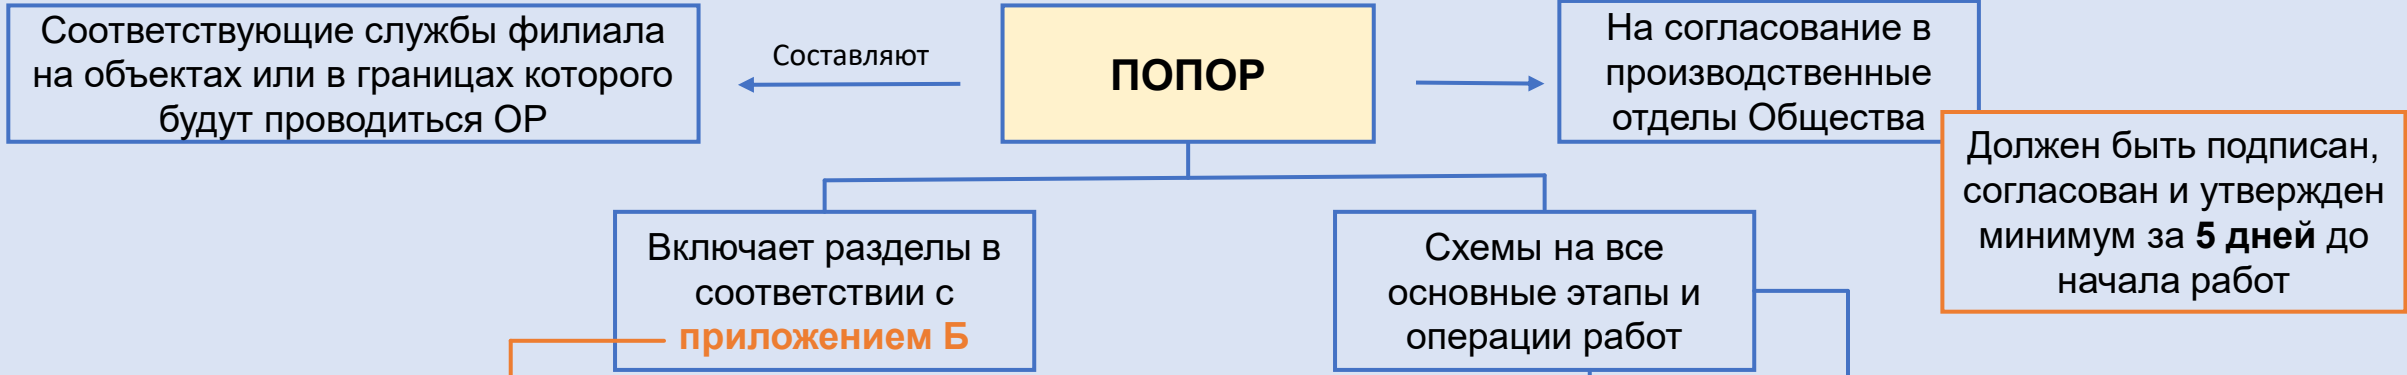 Соответствующие службы филиала
на объектах или в границах которого
будут проводиться ОР
Составляют
ПОПОР
На согласование в
производственные
отделы Общества
Должен быть подписан,
согласован и утвержден
минимум за 5 дней до
начала работ
Включает разделы в
соответствии с
приложением Б
Схемы на все
основные этапы и
операции работ